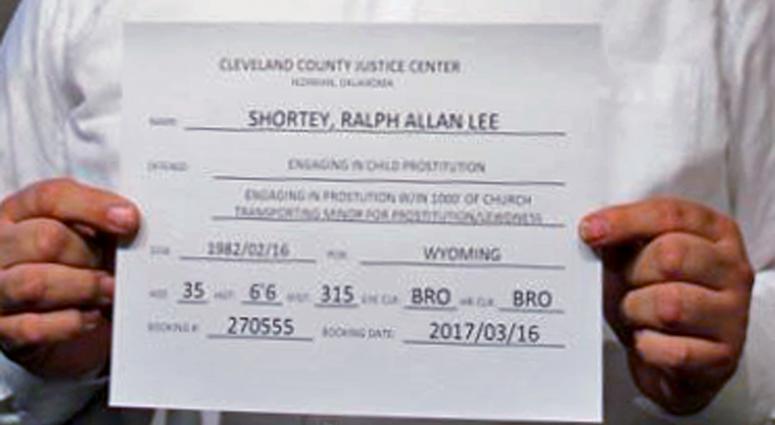 CLEVELAND COUNTY JUSTICE CENTER
NORMAN, OKLAHOMA
NAME: SHORTEY, RALPH ALLAN LEE
OFFENSE: ENGAGING IN CHILD PROSTITUTION
ENGAGING IN PROSTUTION W/IN 1000' OF CHURCH
TRANSPORTING MINOR FOR PROSTITUTION/LEWDNESS
DOB: 1982/02/16 POB: WYOMING
AGE: 35 HGT: 6'6 WGT: 315 EYE CLR: BRO HR CLR: BRO
BOOKING #: 270555 BOOKING DATE: 2017/03/16